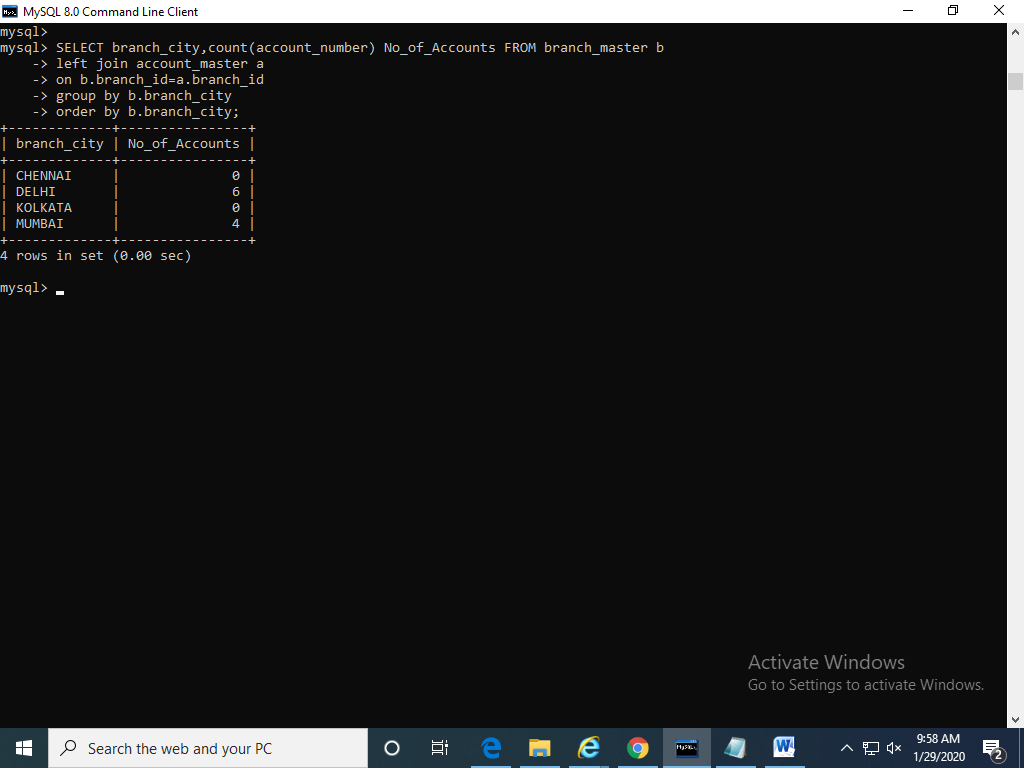 MySQL 8.0 Command Line Client
mysql>
mysql> SELECT branch_city,count(account_number) No_of_Accounts FROM branch_master b
    -> left join account_master a
    -> on b.branch_id=a.branch_id
    -> group by b.branch_city
    -> order by b.branch_city;
+-------------+----------------+
| branch_city | No_of_Accounts |
+-------------+----------------+
| CHENNAI     |              0 |
| DELHI       |              6 |
| KOLKATA     |              0 |
| MUMBAI      |              4 |
+-------------+----------------+
4 rows in set (0.00 sec)
mysql>
Activate Windows
Go to Settings to activate Windows.
Search the web and your PC
9:58 AM
1/29/2020
2